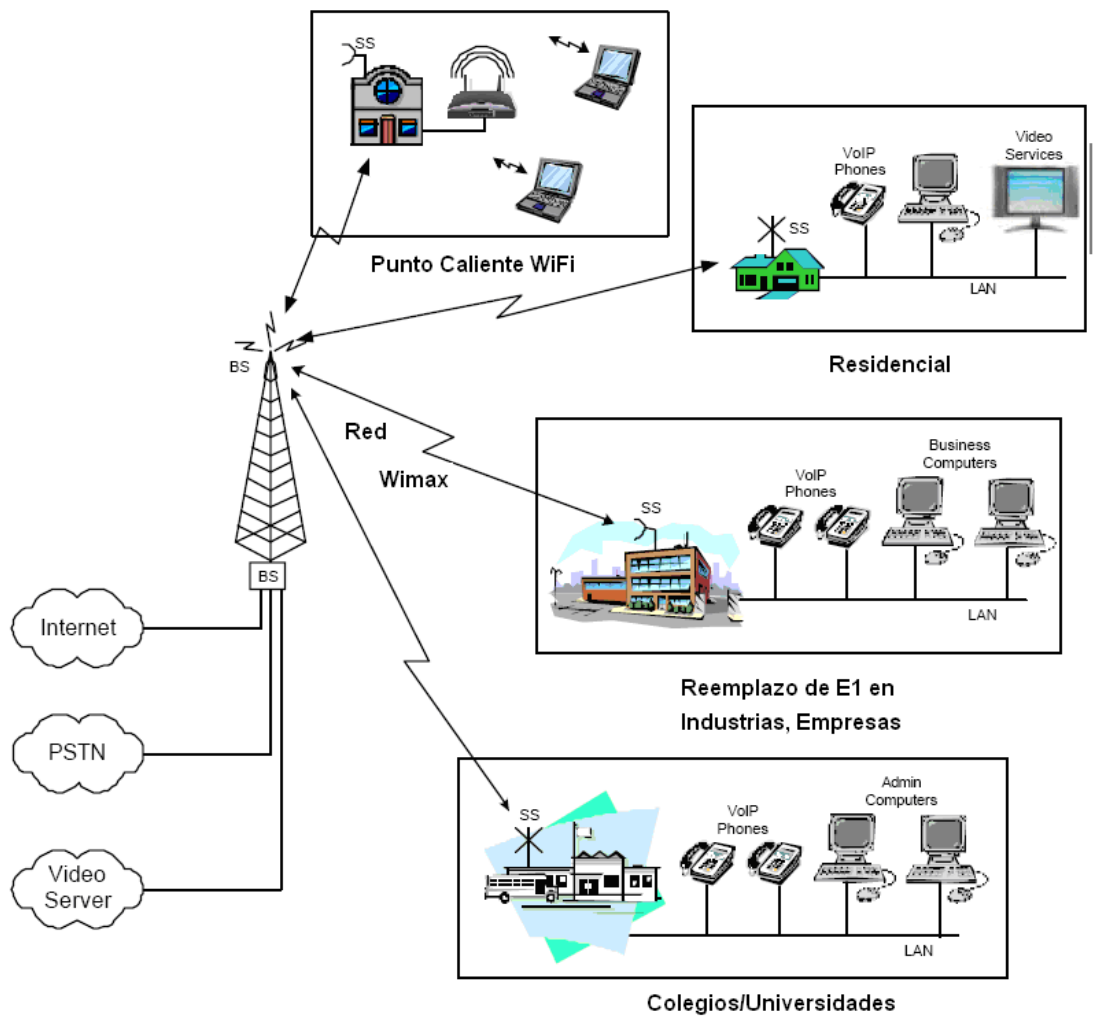 SS
Punto Caliente WiFi
VoIP
Phones
Video
Services
SS
LAN
Residencial
BS
Red
Wimax
SS
VoIP
Phones
Business
Computers
LAN
Reemplazo de E1 en
Industrias, Empresas
BS
Internet
PSTN
Video
Server
SS
VoIP
Phones
Admin
Computers
LAN
Colegios/Universidades